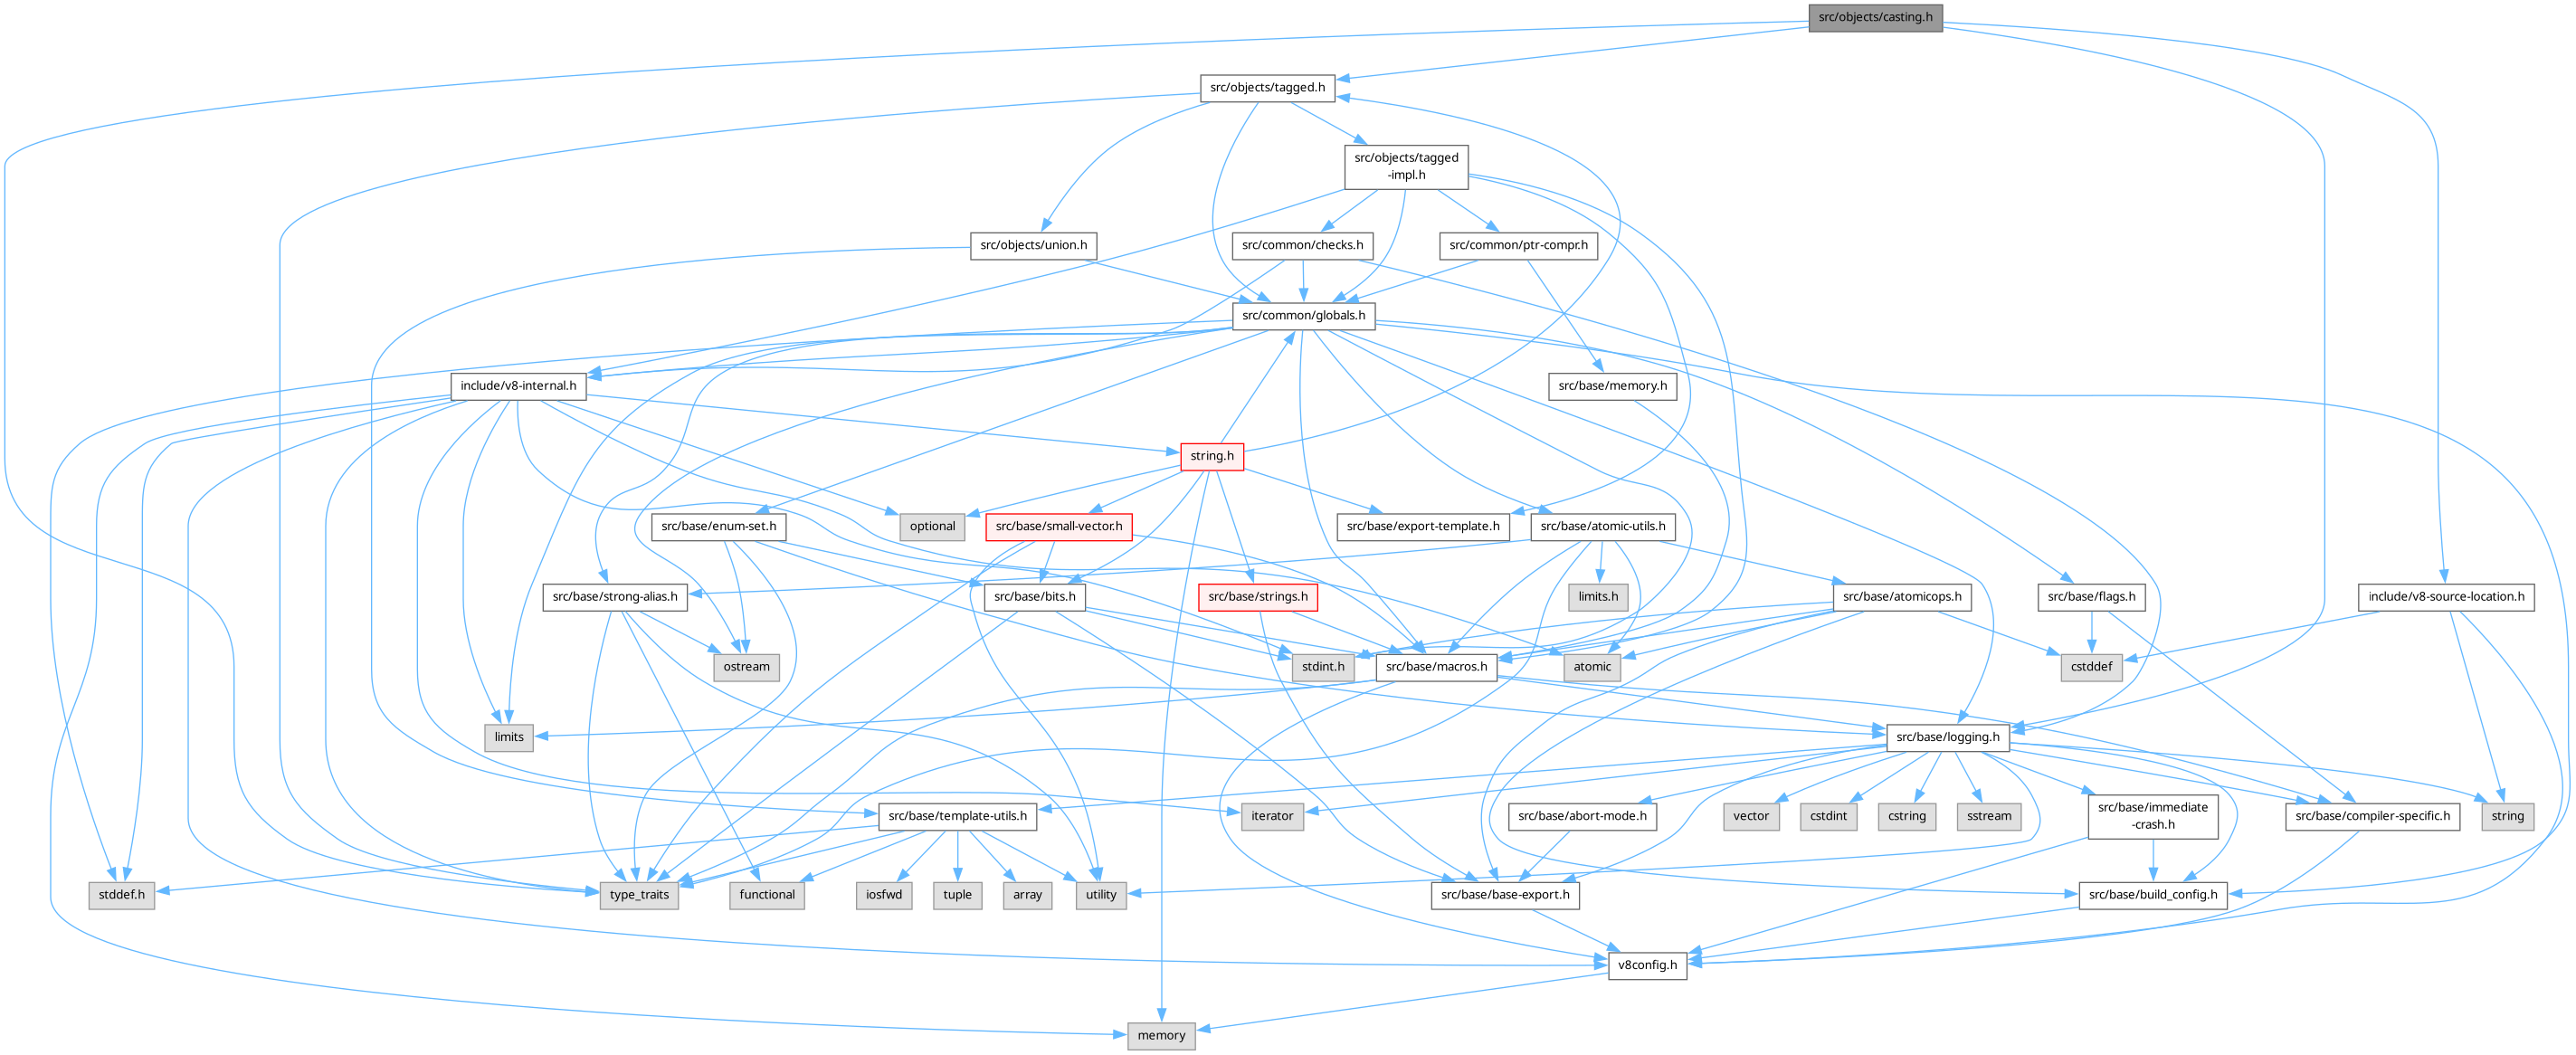 src/objects/casting.h
src/objects/tagged.h
src/objects/tagged
-impl.h
src/objects/union.h
src/common/checks.h
src/common/ptr-compr.h
src/common/globals.h
include/v8-internal.h
src/base/memory.h
string.h
src/base/enum-set.h
optional
src/base/small-vector.h
src/base/export-template.h
src/base/atomic-utils.h
src/base/strong-alias.h
src/base/bits.h
src/base/strings.h
limits.h
src/base/atomicops.h
src/base/flags.h
include/v8-source-location.h
ostream
stdint.h
src/base/macros.h
atomic
cstddef
limits
src/base/logging.h
src/base/template-utils.h
iterator
src/base/abort-mode.h
vector
cstdint
cstring
sstream
src/base/immediate
-crash.h
src/base/compiler-specific.h
string
stddef.h
type_traits
functional
iosfwd
tuple
array
utility
src/base/base-export.h
src/base/build_config.h
v8config.h
memory